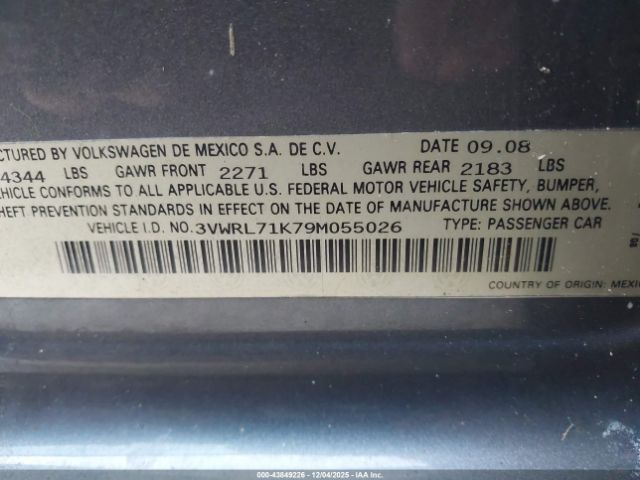 CTURED BY VOLKSWAGEN DE MEXICO S.A. DE C.V. DATE 09.08
4344 LBS GAWR FRONT 2271 LBS GAWR REAR 2183 LBS
EHICLE CONFORMS TO ALL APPLICABLE U.S. FEDERAL MOTOR VEHICLE SAFETY, BUMPER,
HEFT PREVENTION STANDARDS IN EFFECT ON THE DATE OF MANUFACTURE SHOWN ABOVE.
VEHICLE I.D. NO. 3VWRL71K79M055026 TYPE: PASSENGER CAR
COUNTRY OF ORIGIN: MEXI
000-43849226 - 12/04/2025 - IAA Inc.